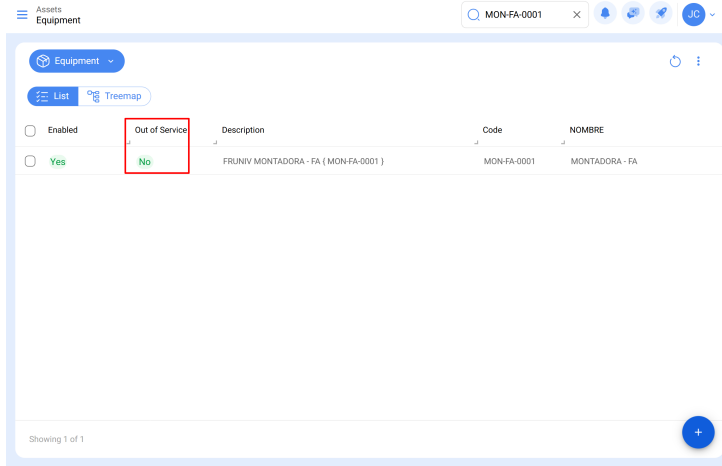 Assets
Equipment
MON-FA-0001
JC
Equipment
List
Treemap
Enabled Out of Service Description Code NOMBRE
Yes No FRUNIV MONTADORA - FA { MON-FA-0001 } MON-FA-0001 MONTADORA - FA
Showing 1 of 1